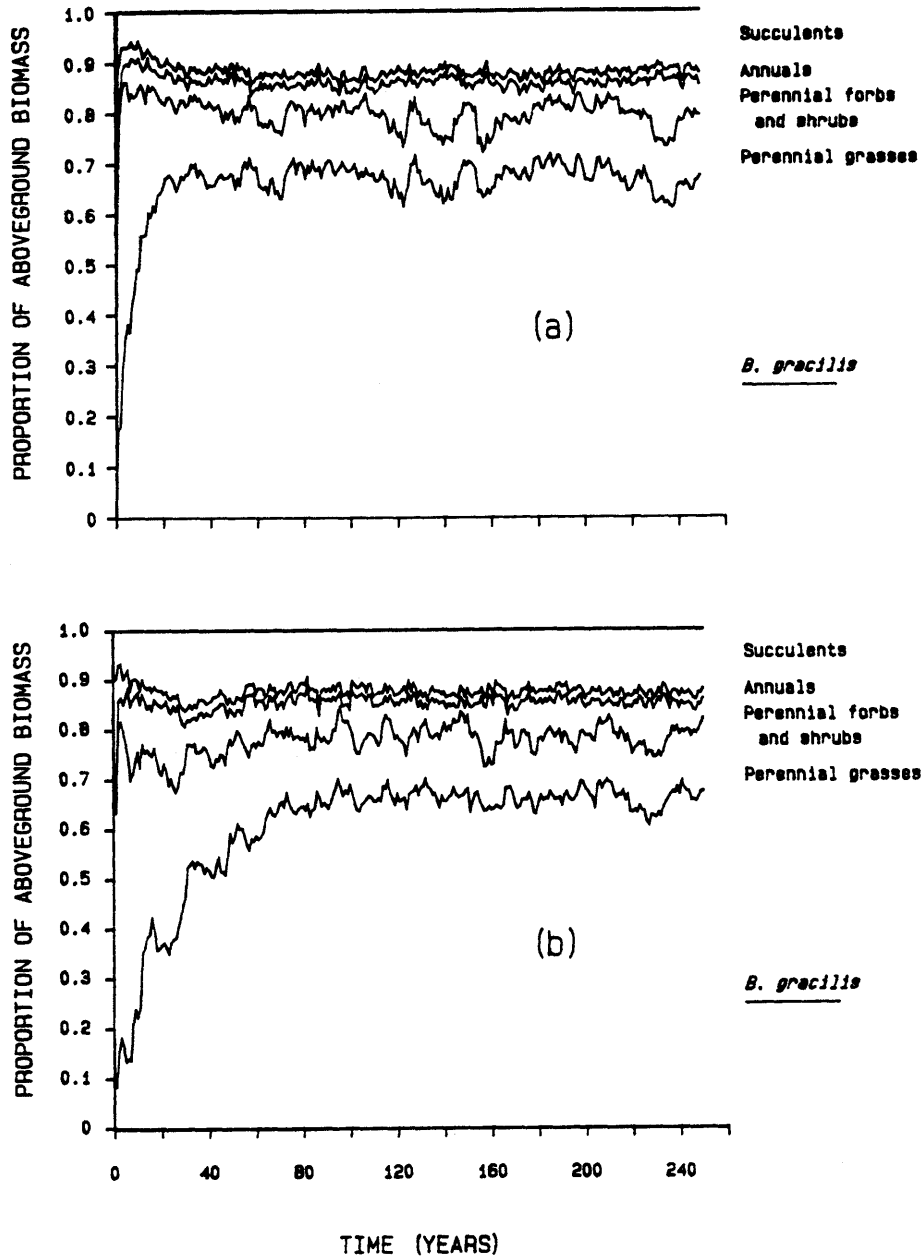 PROPORTION OF ABOVEGROUND BIOMASS
1.0
0.9
0.8
0.7
0.6
0.5
0.4
0.3
0.2
0.1
0
Succulents
Annuals
Perennial forbs
and shrubs
Perennial grasses
B. gracilis
(a)
PROPORTION OF ABOVEGROUND BIOMASS
1.0
0.9
0.8
0.7
0.6
0.5
0.4
0.3
0.2
0.1
0
Succulents
Annuals
Perennial forbs
and shrubs
Perennial grasses
B. gracilis
(b)
0 40 80 120 160 200 240
TIME (YEARS)